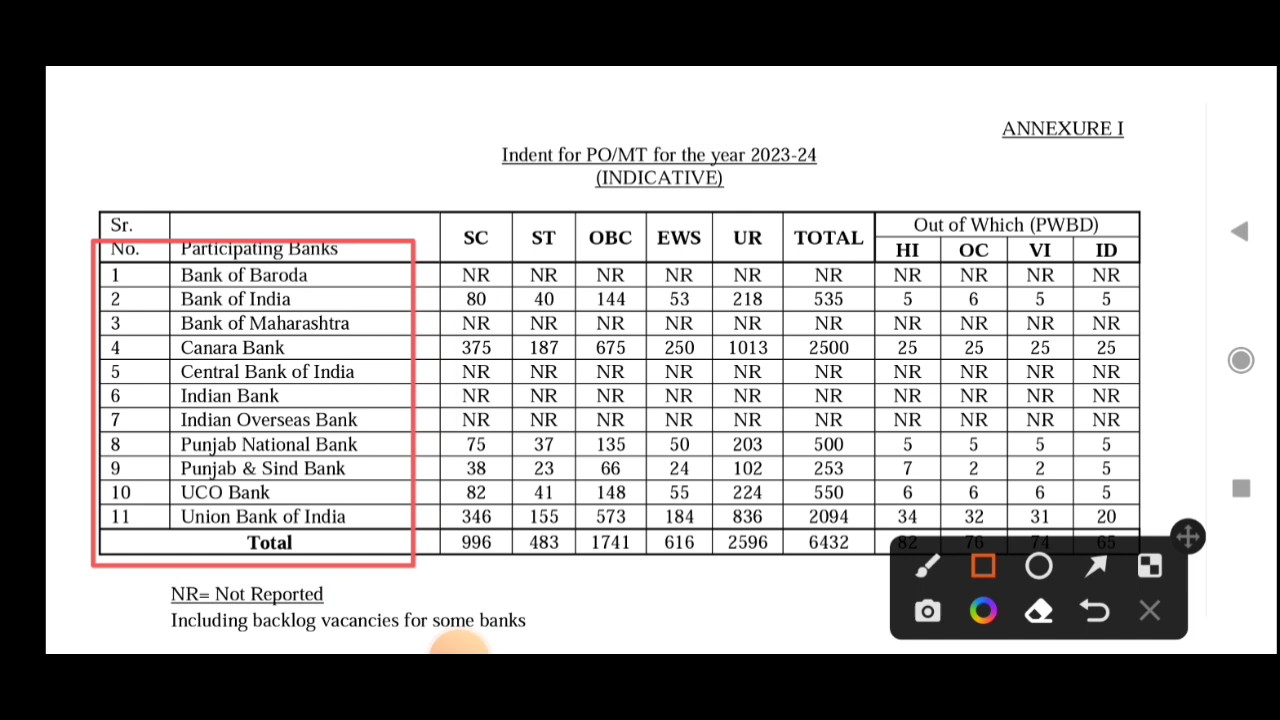 ANNEXURE I
Indent for PO/MT for the year 2023-24
(INDICATIVE)
Sr. No. Participating Banks SC ST OBC EWS UR TOTAL Out of Which (PWBD)
HI OC VI ID
1 Bank of Baroda NR NR NR NR NR NR NR NR NR NR
2 Bank of India 80 40 144 53 218 535 5 6 5 5
3 Bank of Maharashtra NR NR NR NR NR NR NR NR NR NR
4 Canara Bank 375 187 675 250 1013 2500 25 25 25 25
5 Central Bank of India NR NR NR NR NR NR NR NR NR NR
6 Indian Bank NR NR NR NR NR NR NR NR NR NR
7 Indian Overseas Bank NR NR NR NR NR NR NR NR NR NR
8 Punjab National Bank 75 37 135 50 203 500 5 5 5 5
9 Punjab & Sind Bank 38 23 66 24 102 253 7 2 2 5
10 UCO Bank 82 41 148 55 224 550 6 6 6 5
11 Union Bank of India 346 155 573 184 836 2094 34 32 31 20
Total 996 483 1741 616 2596 6432 82 76 74 65
NR= Not Reported
Including backlog vacancies for some banks